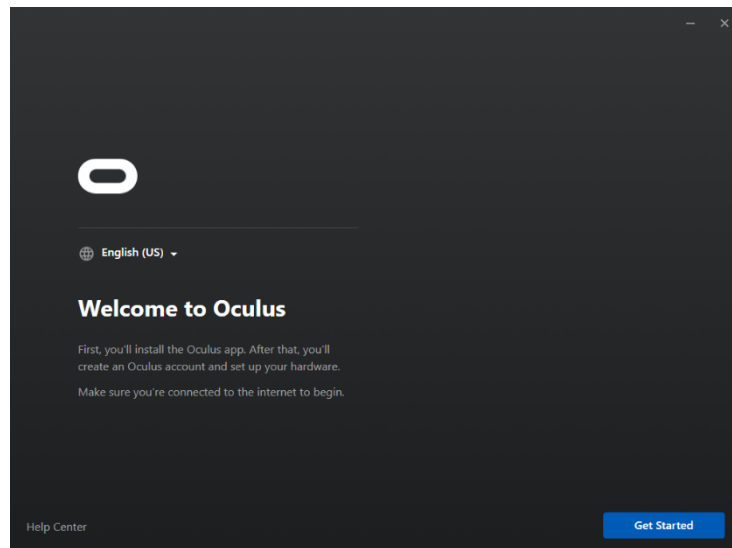 English (US)
Welcome to Oculus
First, you'll install the Oculus app. After that, you'll
create an Oculus account and set up your hardware.
Make sure you're connected to the internet to begin.
Help Center
Get Started